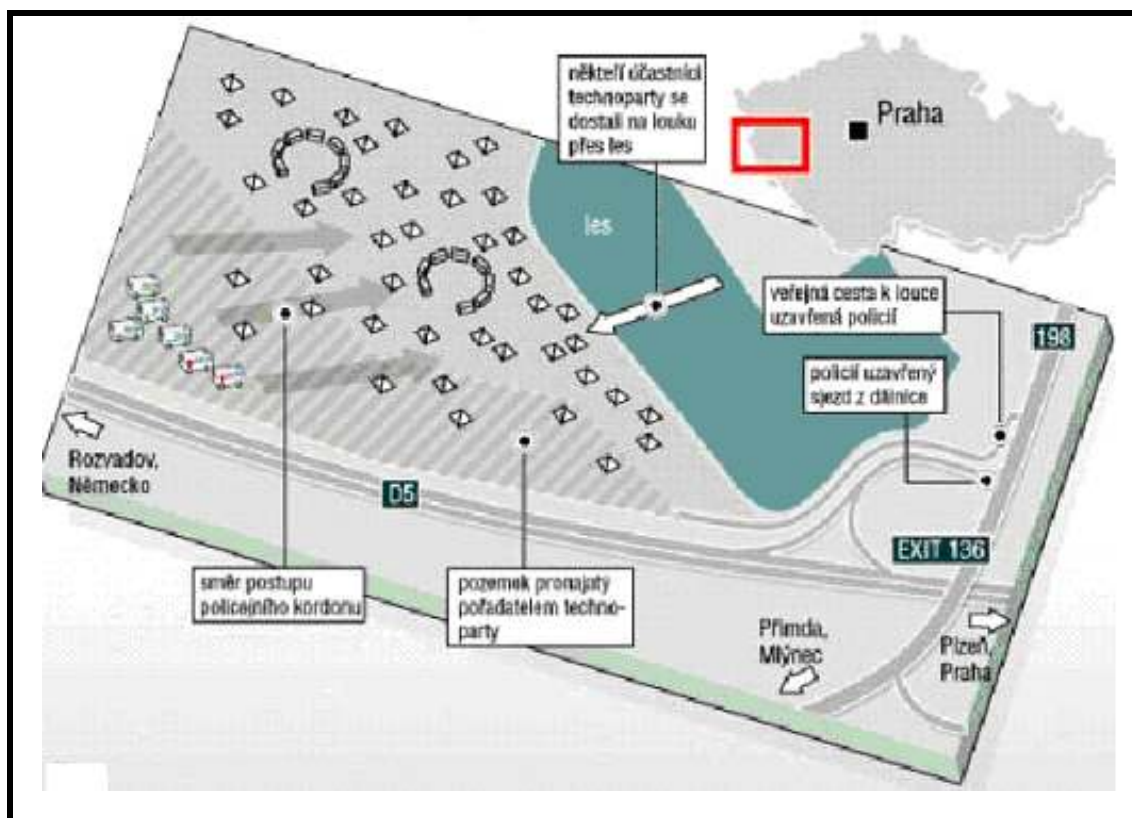 někteří účastníci
technoparty se
dostali na louku
přes les
Praha
les
veřejná cesta k louce
uzavřená policií
198
policií uzavřený
sjezd z dálnice
Rozvadov,
Německo
D5
EXIT 136
směr postupu
policejního kordonu
pozemek pronajatý
pořadatelem techno-
party
Přimda,
Mlýnec
Plzeň,
Praha